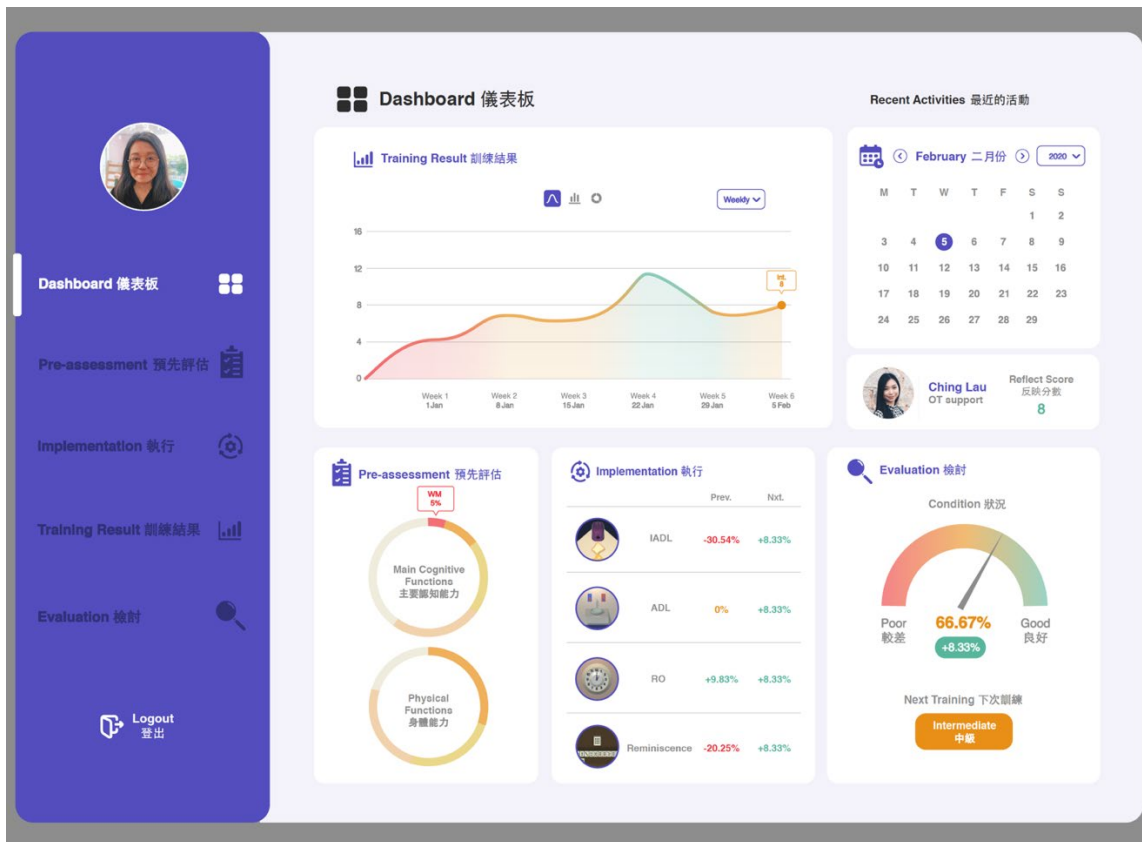 Dashboard 儀表板
Pre-assessment 預先評估
Implementation 執行
Training Result 訓練結果
Evaluation 檢討
Logout
登出
Dashboard 儀表板
Training Result 訓練結果
Weekly
16
12
8
4
0
Int.
8
Week 1 Week 2 Week 3 Week 4 Week 5 Week 6
1 Jan 8 Jan 15 Jan 22 Jan 29 Jan 5 Feb
Recent Activities 最近的活動
February 二月份 2020
M T W T F S S
1 2
3 4 5 6 7 8 9
10 11 12 13 14 15 16
17 18 19 20 21 22 23
24 25 26 27 28 29
Ching Lau
OT support
Reflect Score
反映分數
8
Pre-assessment 預先評估
WM
5%
Main Cognitive
Functions
主要認知能力
Physical
Functions
身體能力
Implementation 執行
Prev. Nxt.
IADL -30.54% +8.33%
ADL 0% +8.33%
RO +9.83% +8.33%
Reminiscence -20.25% +8.33%
Evaluation 檢討
Condition 狀況
Poor
較差
66.67%
+8.33%
Good
良好
Next Training 下次訓練
Intermediate
中級